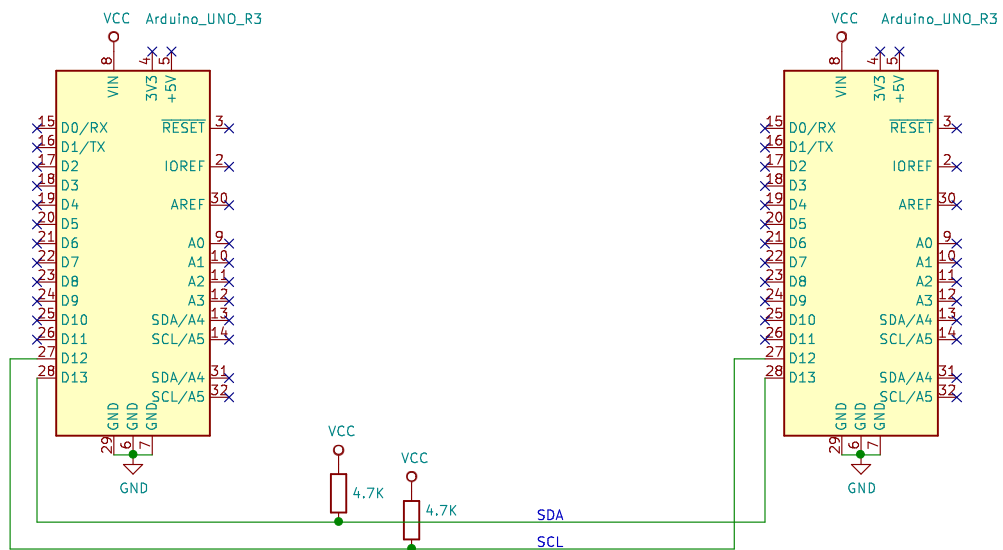 VCC Arduino_UNO_R3
8 4 5
VIN 3V3 +5V
15 D0/RX RESET 3
16 D1/TX
17 D2 IOREF 2
18 D3
19 D4 AREF 30
20 D5
21 D6 A0 9
22 D7 A1 10
23 D8 A2 11
24 D9 A3 12
25 D10 SDA/A4 13
26 D11 SCL/A5 14
27 D12
28 D13 SDA/A4 31
SCL/A5 32
GND GND GND
29 6 7
GND
VCC
4.7K
VCC
4.7K
SDA
SCL
VCC Arduino_UNO_R3
8 4 5
VIN 3V3 +5V
15 D0/RX RESET 3
16 D1/TX
17 D2 IOREF 2
18 D3
19 D4 AREF 30
20 D5
21 D6 A0 9
22 D7 A1 10
23 D8 A2 11
24 D9 A3 12
25 D10 SDA/A4 13
26 D11 SCL/A5 14
27 D12
28 D13 SDA/A4 31
SCL/A5 32
GND GND GND
29 6 7
GND